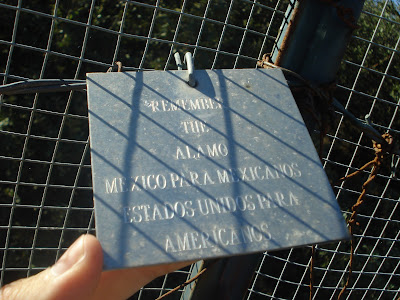 REMEMBER
THE
ALAMO
MEXICO PARA MEXICANOS
ESTADOS UNIDOS PARA
AMERICANOS